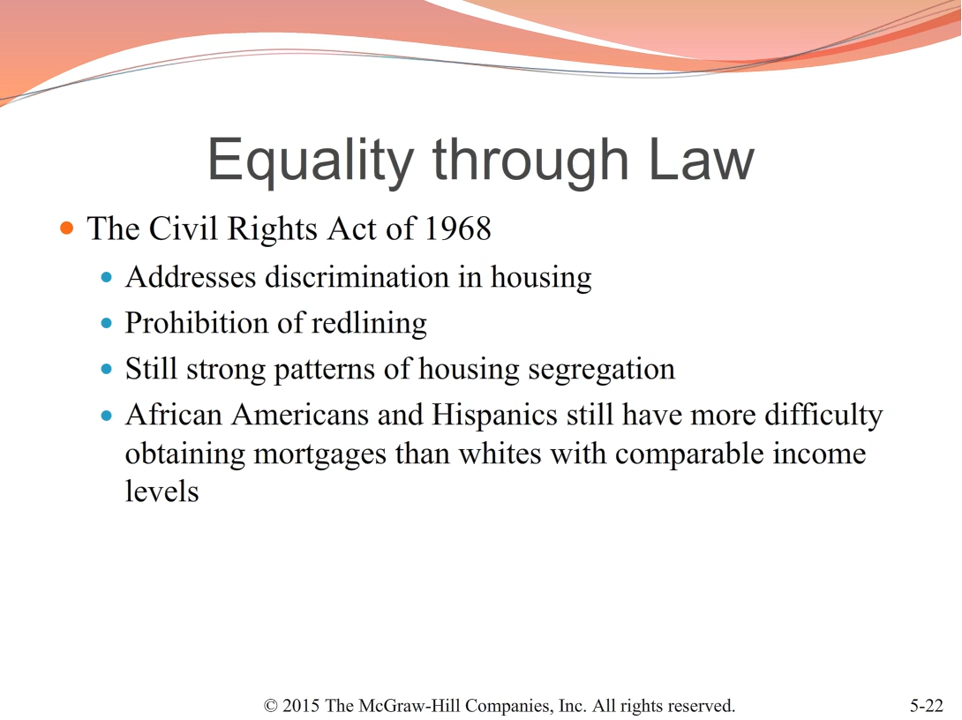 Equality through Law
• The Civil Rights Act of 1968
• Addresses discrimination in housing
• Prohibition of redlining
• Still strong patterns of housing segregation
• African Americans and Hispanics still have more difficulty
obtaining mortgages than whites with comparable income
levels
© 2015 The McGraw-Hill Companies, Inc. All rights reserved.
5-22